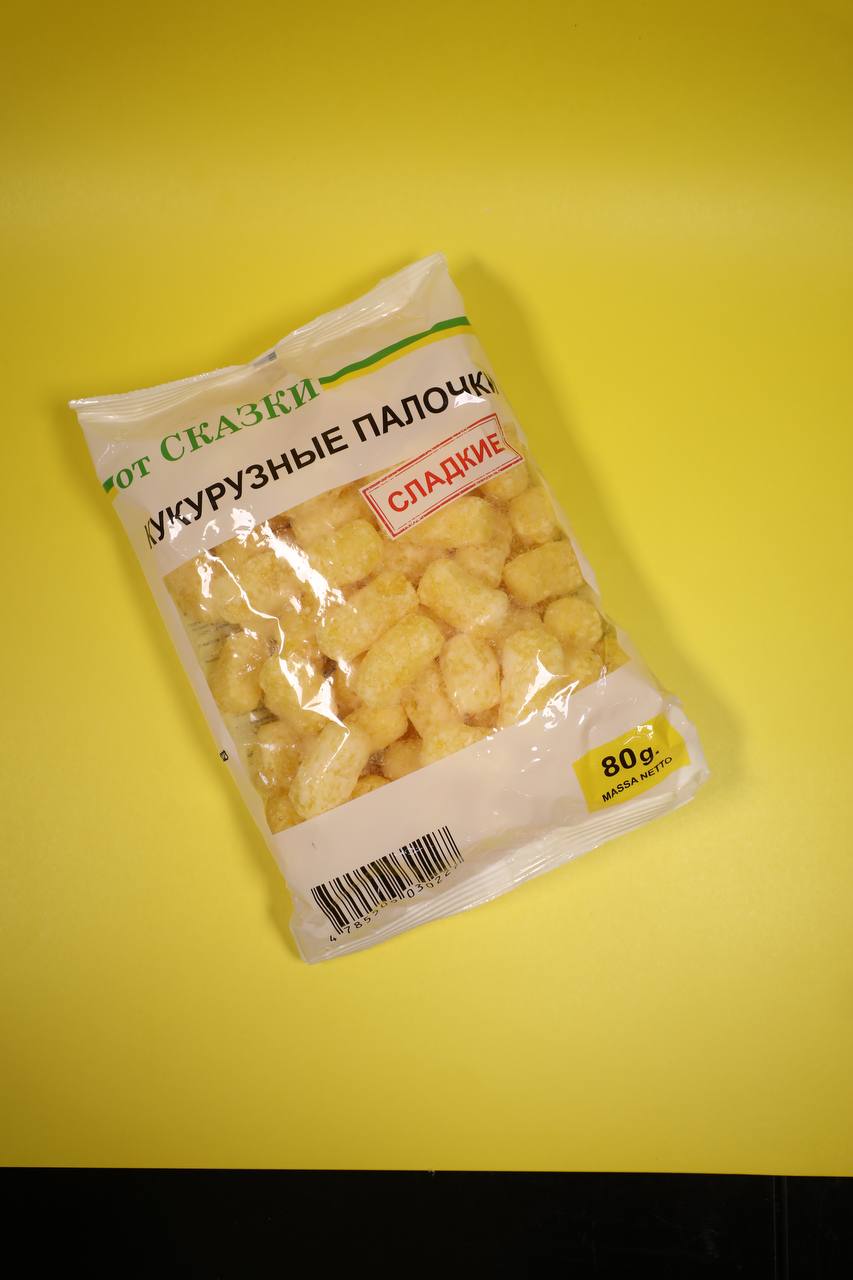 от СКАЗКИ
КУКУРУЗНЫЕ ПАЛОЧКИ
СЛАДКИЕ
80g.
MASSA NETTO